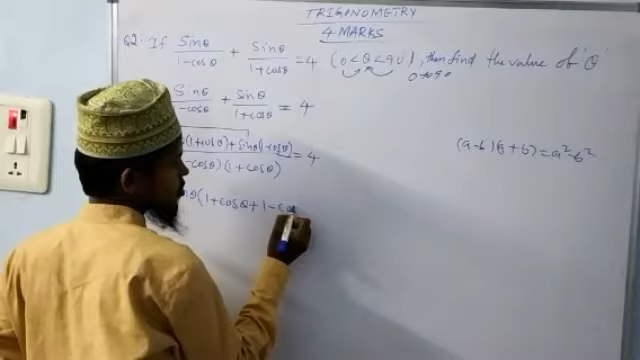 TRIGONOMETRY
4 MARKS
Q2: If Sinθ/1-cosθ + Sinθ/1+cosθ = 4 (0<θ<90), then find the value of 'θ'
0 to 90
Sinθ/-cosθ + Sinθ/1+cosθ = 4
(1+cosθ)+sinθ(1-cosθ)/-cosθ)(1+cosθ) = 4
(a-b)(a+b)=a²-b²
θ(1+cosθ+1-cos